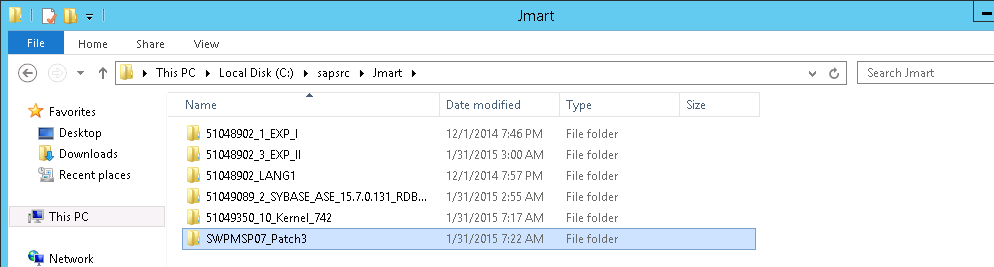 Jmart
File Home Share View
This PC Local Disk (C:) sapsrc Jmart Search Jmart
Name Date modified Type Size
Favorites
Desktop
Downloads
Recent places
This PC
Network
51048902_1_EXP_I 12/1/2014 7:46 PM File folder
51048902_3_EXP_II 1/31/2015 3:00 AM File folder
51048902_LANG1 12/1/2014 7:57 PM File folder
51049089_2_SYBASE_ASE_15.7.0.131_RDB... 1/31/2015 2:55 AM File folder
51049350_10_Kernel_742 1/31/2015 7:17 AM File folder
SWPMSP07_Patch3 1/31/2015 7:22 AM File folder